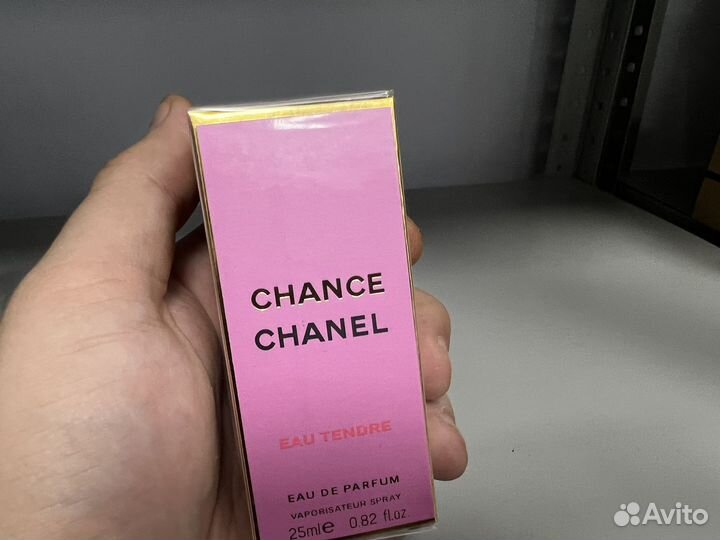 CHANCE
CHANEL
EAU TENDRE
EAU DE PARFUM
VAPORISATEUR SPRAY
25ml℮ 0.82 fl.oz.
Avito